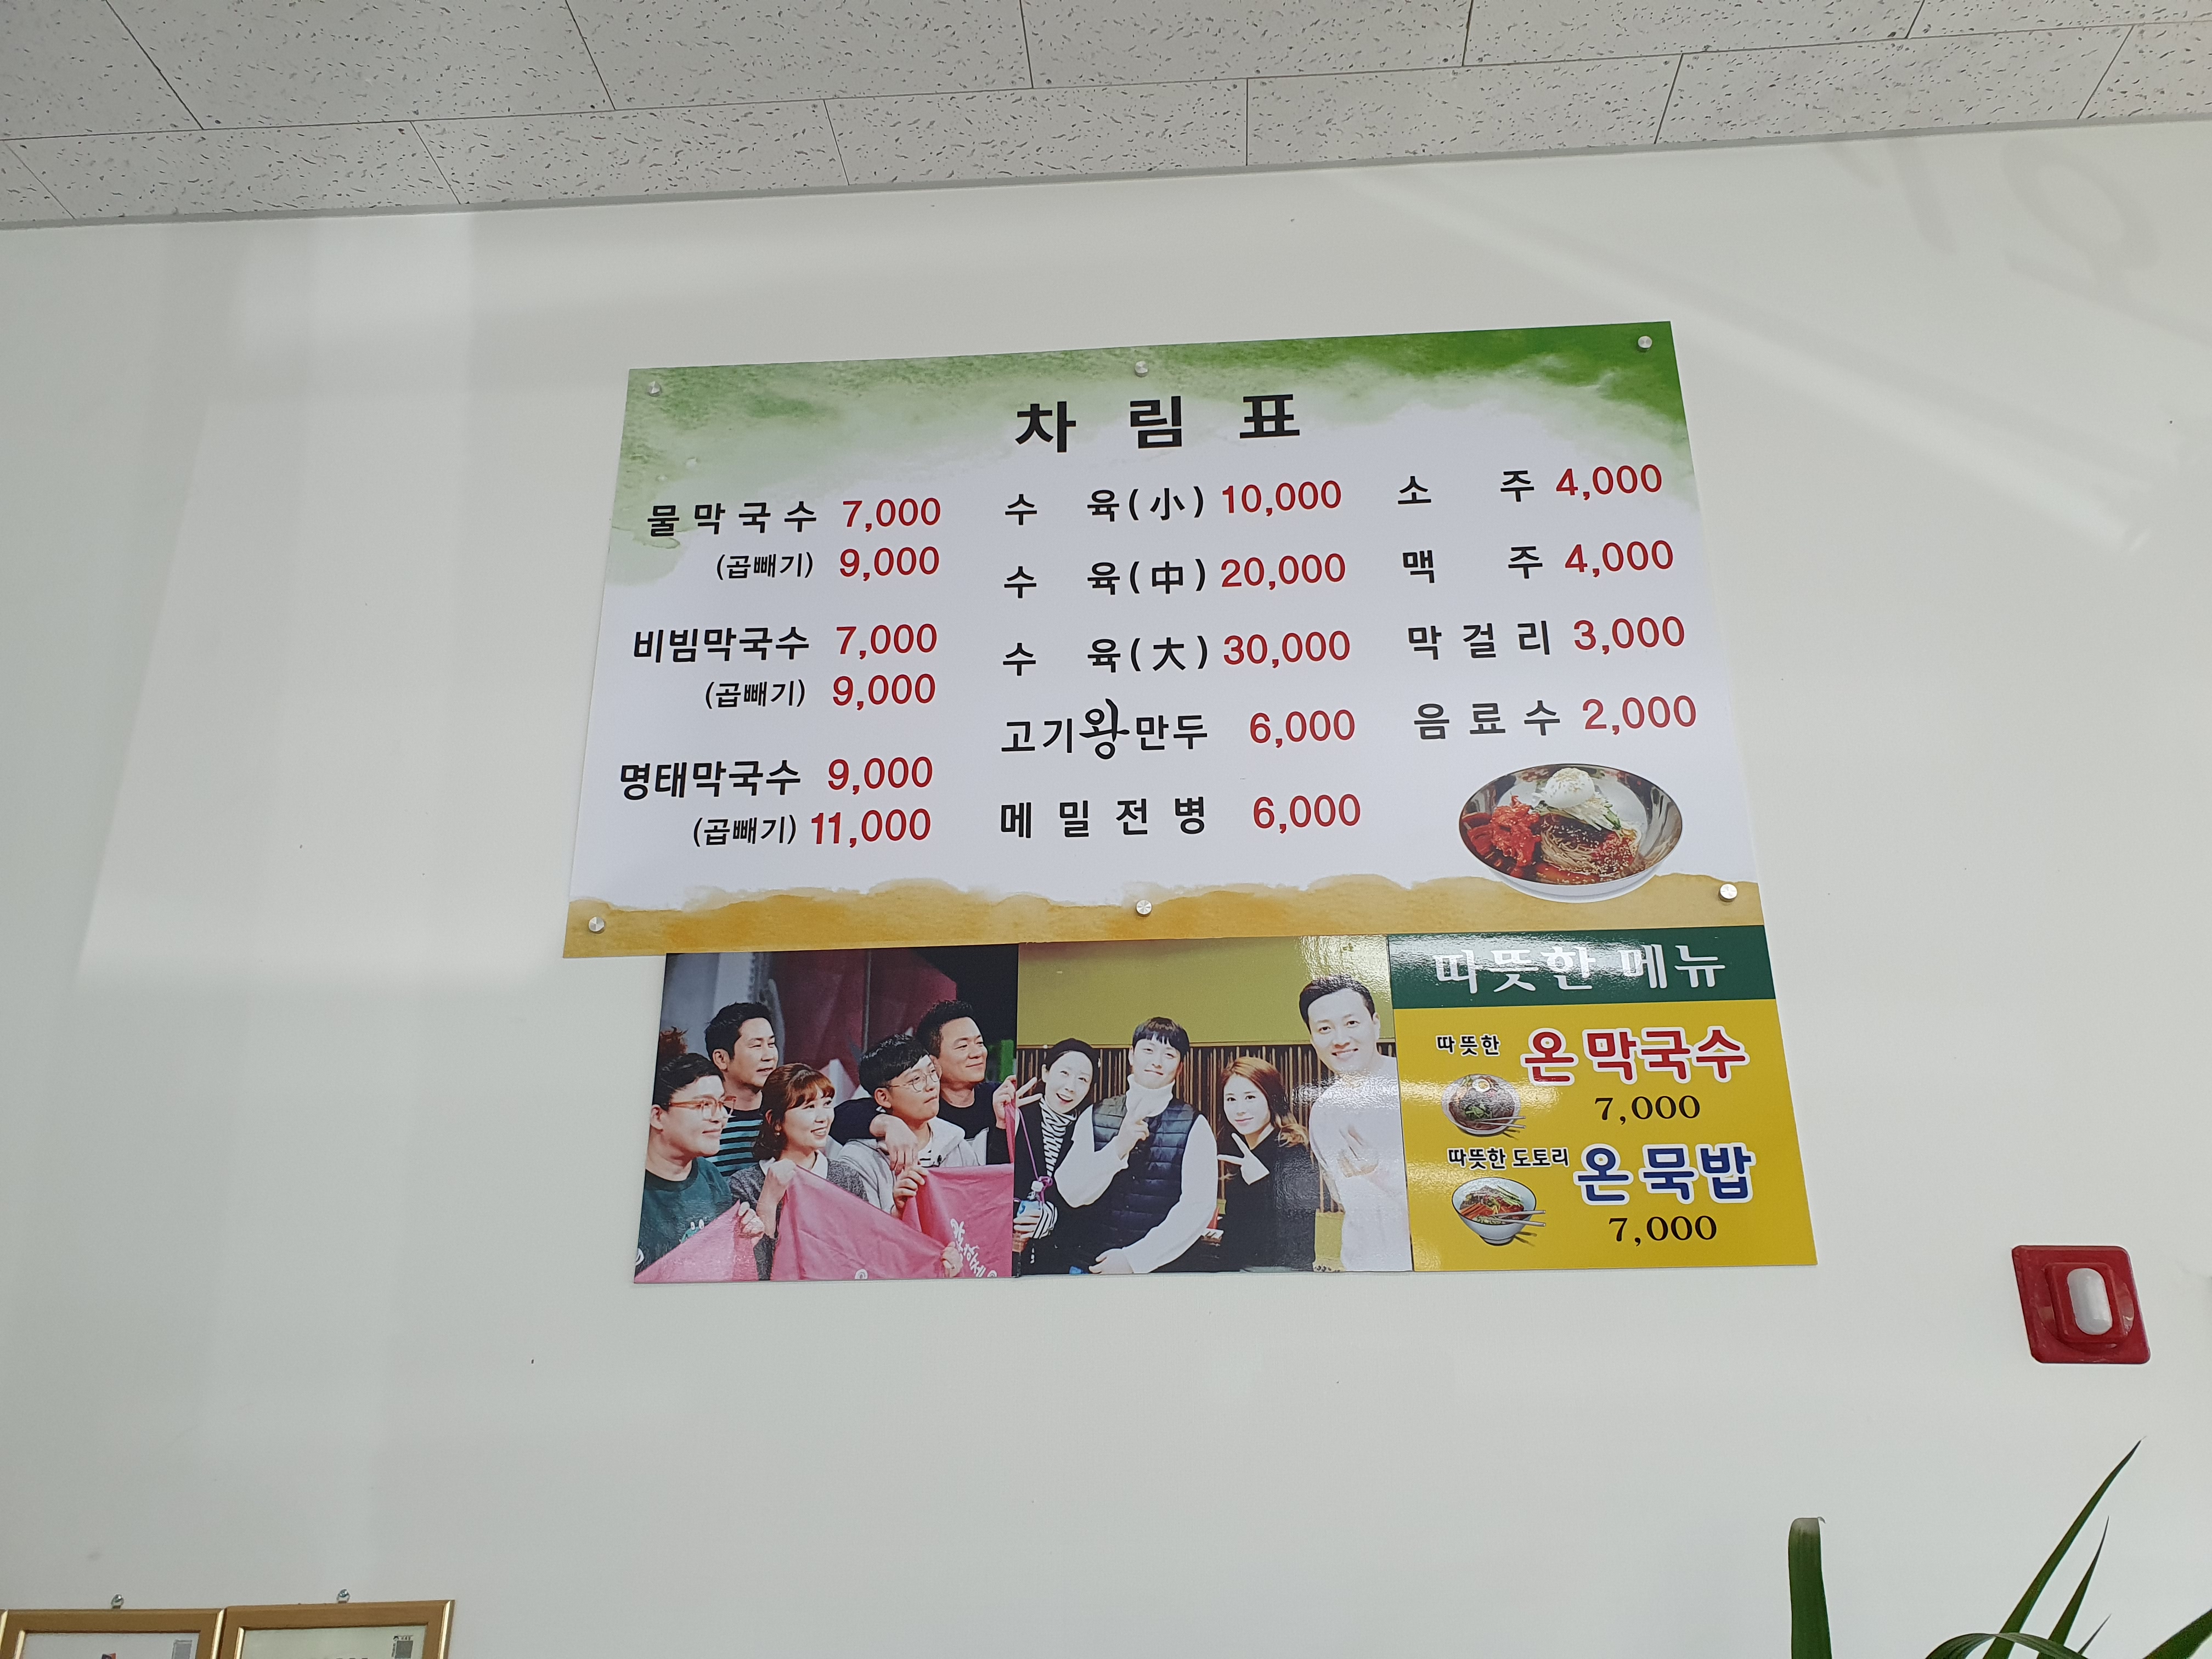 차림표
물막국수 7,000
(곱빼기) 9,000
비빔막국수 7,000
(곱빼기) 9,000
명태막국수 9,000
(곱빼기) 11,000
수 육(小) 10,000
수 육(中) 20,000
수 육(大) 30,000
고기왕만두 6,000
메밀전병 6,000
소 주 4,000
맥 주 4,000
막걸리 3,000
음료수 2,000
따뜻한 메뉴
따뜻한 온막국수
7,000
따뜻한 도토리 온묵밥
7,000